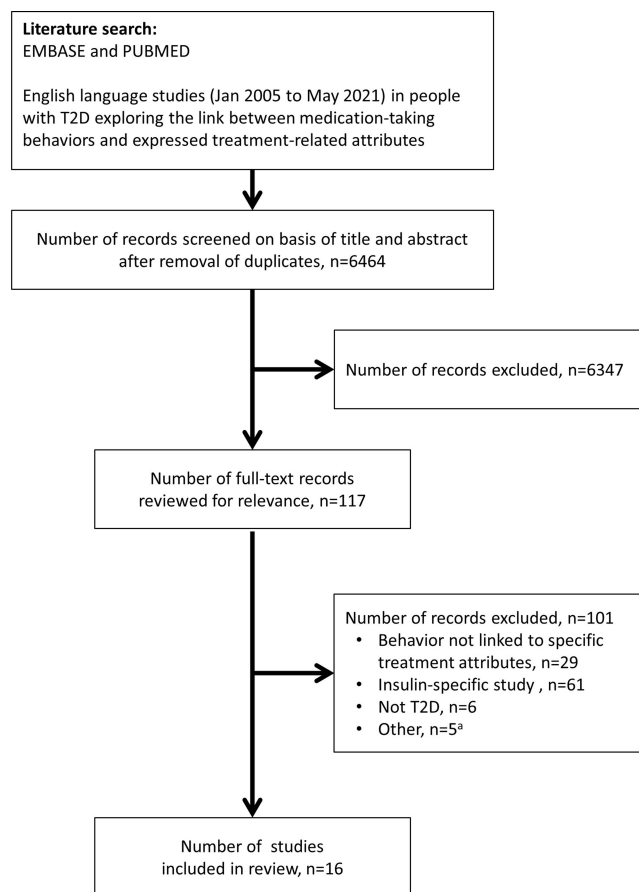 Literature search:
EMBASE and PUBMED
English language studies (Jan 2005 to May 2021) in people
with T2D exploring the link between medication-taking
behaviors and expressed treatment-related attributes
Number of records screened on basis of title and abstract
after removal of duplicates, n=6464
Number of records excluded, n=6347
Number of full-text records
reviewed for relevance, n=117
Number of records excluded, n=101
• Behavior not linked to specific
treatment attributes, n=29
• Insulin-specific study , n=61
• Not T2D, n=6
• Other, n=5ᵃ
Number of studies
included in review, n=16